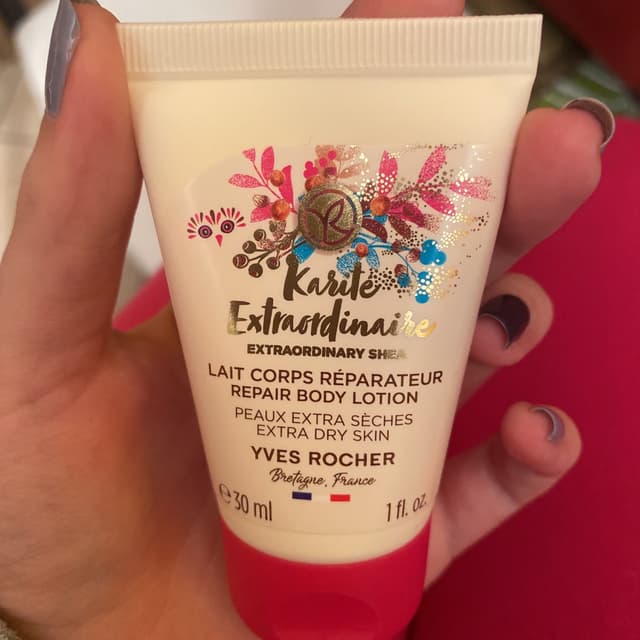 Karité
Extraordinaire
EXTRAORDINARY SHEA
LAIT CORPS RÉPARATEUR
REPAIR BODY LOTION
PEAUX EXTRA SÈCHES
EXTRA DRY SKIN
YVES ROCHER
Bretagne, France
℮30 ml 1 fl. oz.